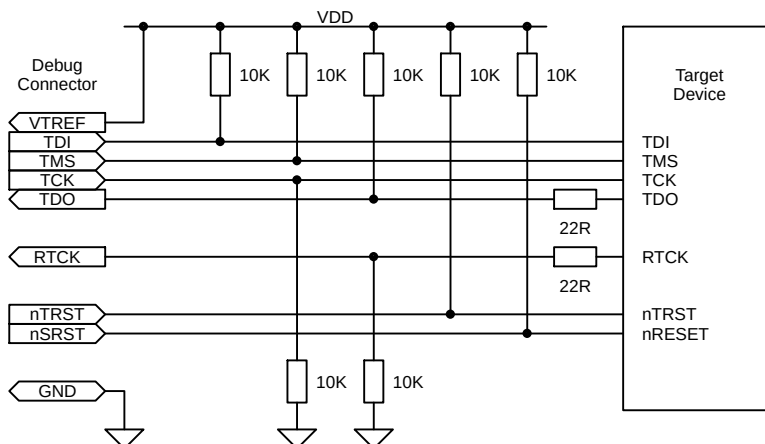 VDD
Debug
Connector
10K 10K 10K 10K 10K
Target
Device
VTREF
TDI TDI
TMS TMS
TCK TCK
TDO TDO
22R
RTCK RTCK
22R
nTRST nTRST
nSRST nRESET
10K 10K
GND